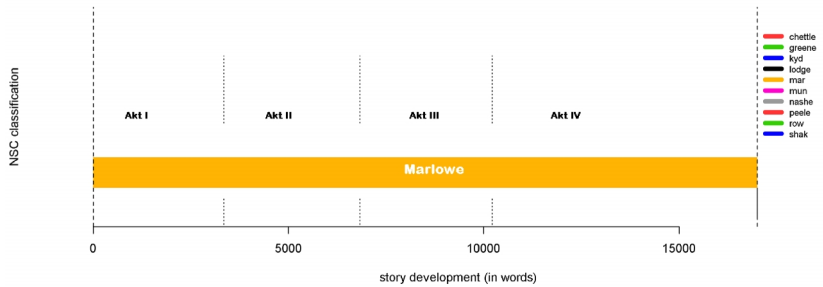 NSC classification
Akt I
Akt II
Akt III
Akt IV
Marlowe
0
5000
10000
15000
story development (in words)
chettle
greene
kyd
lodge
mar
mun
nashe
peele
row
shak